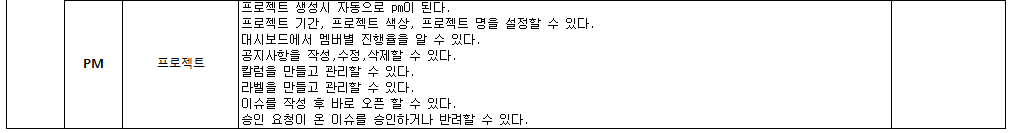 프로젝트 생성시 자동으로 pm이 된다.
프로젝트 기간, 프로젝트 색상, 프로젝트 명을 설정할 수 있다.
대시보드에서 멤버별 진행율을 알 수 있다.
PM
프로젝트
공지사항을 작성,수정,삭제할 수 있다.
칼럼을 만들고 관리할 수 있다.
라벨을 만들고 관리할 수 있다.
이슈를 작성 후 바로 오픈 할 수 있다.
승인 요청이 온 이슈를 승인하거나 반려할 수 있다.